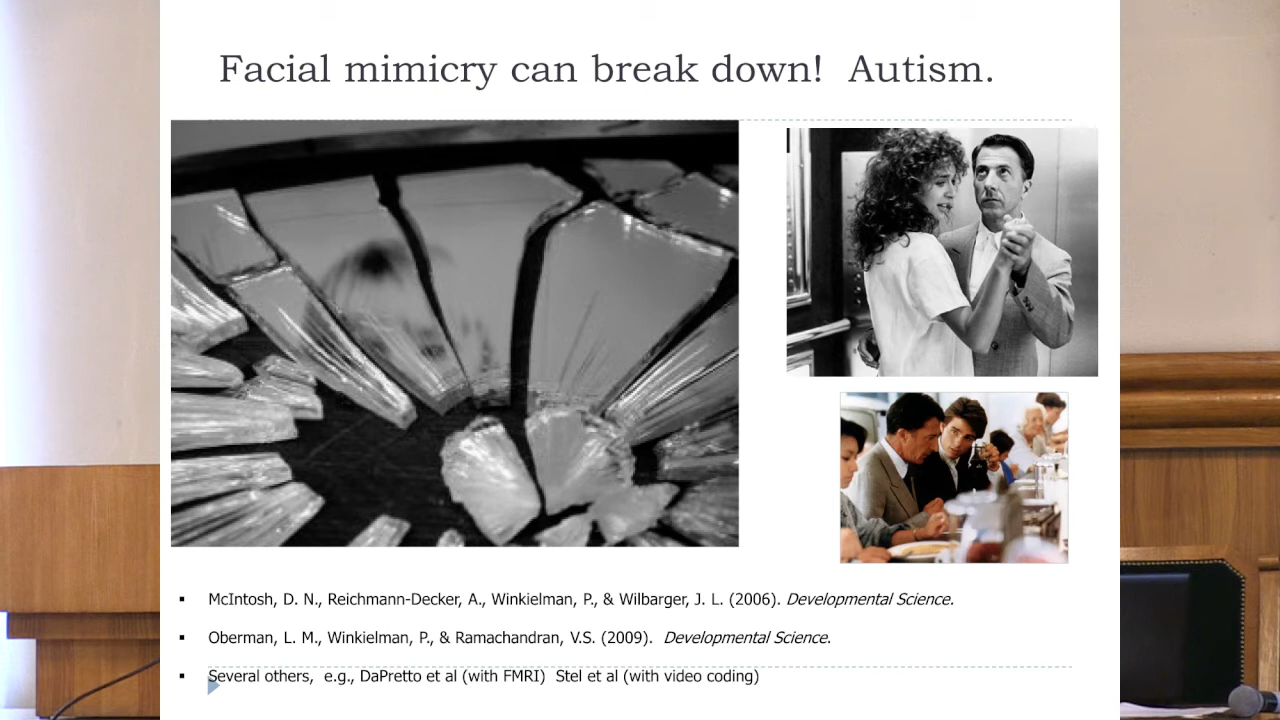 Facial mimicry can break down!  Autism.
McIntosh, D. N., Reichmann-Decker, A., Winkielman, P., & Wilbarger, J. L. (2006). Developmental Science.
Oberman, L. M., Winkielman, P., & Ramachandran, V.S. (2009).  Developmental Science.
Several others,  e.g., DaPretto et al (with FMRI)  Stel et al (with video coding)